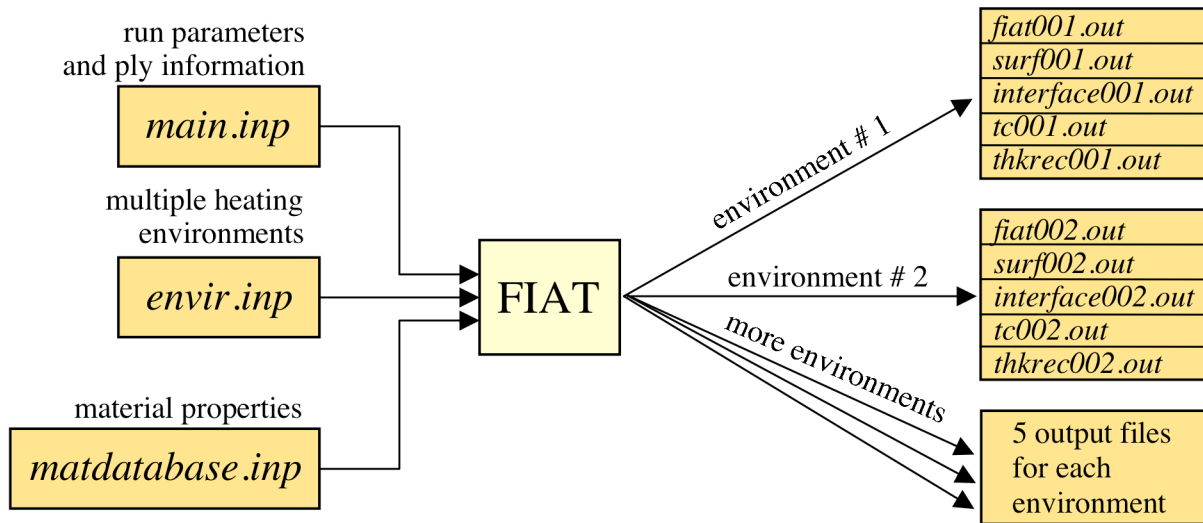 run parameters
and ply information
main.inp
multiple heating
environments
envir.inp
material properties
matdatabase.inp
FIAT
environment # 1
environment # 2
more environments
fiat001.out
surf001.out
interface001.out
tc001.out
thkrec001.out
fiat002.out
surf002.out
interface002.out
tc002.out
thkrec002.out
5 output files
for each
environment